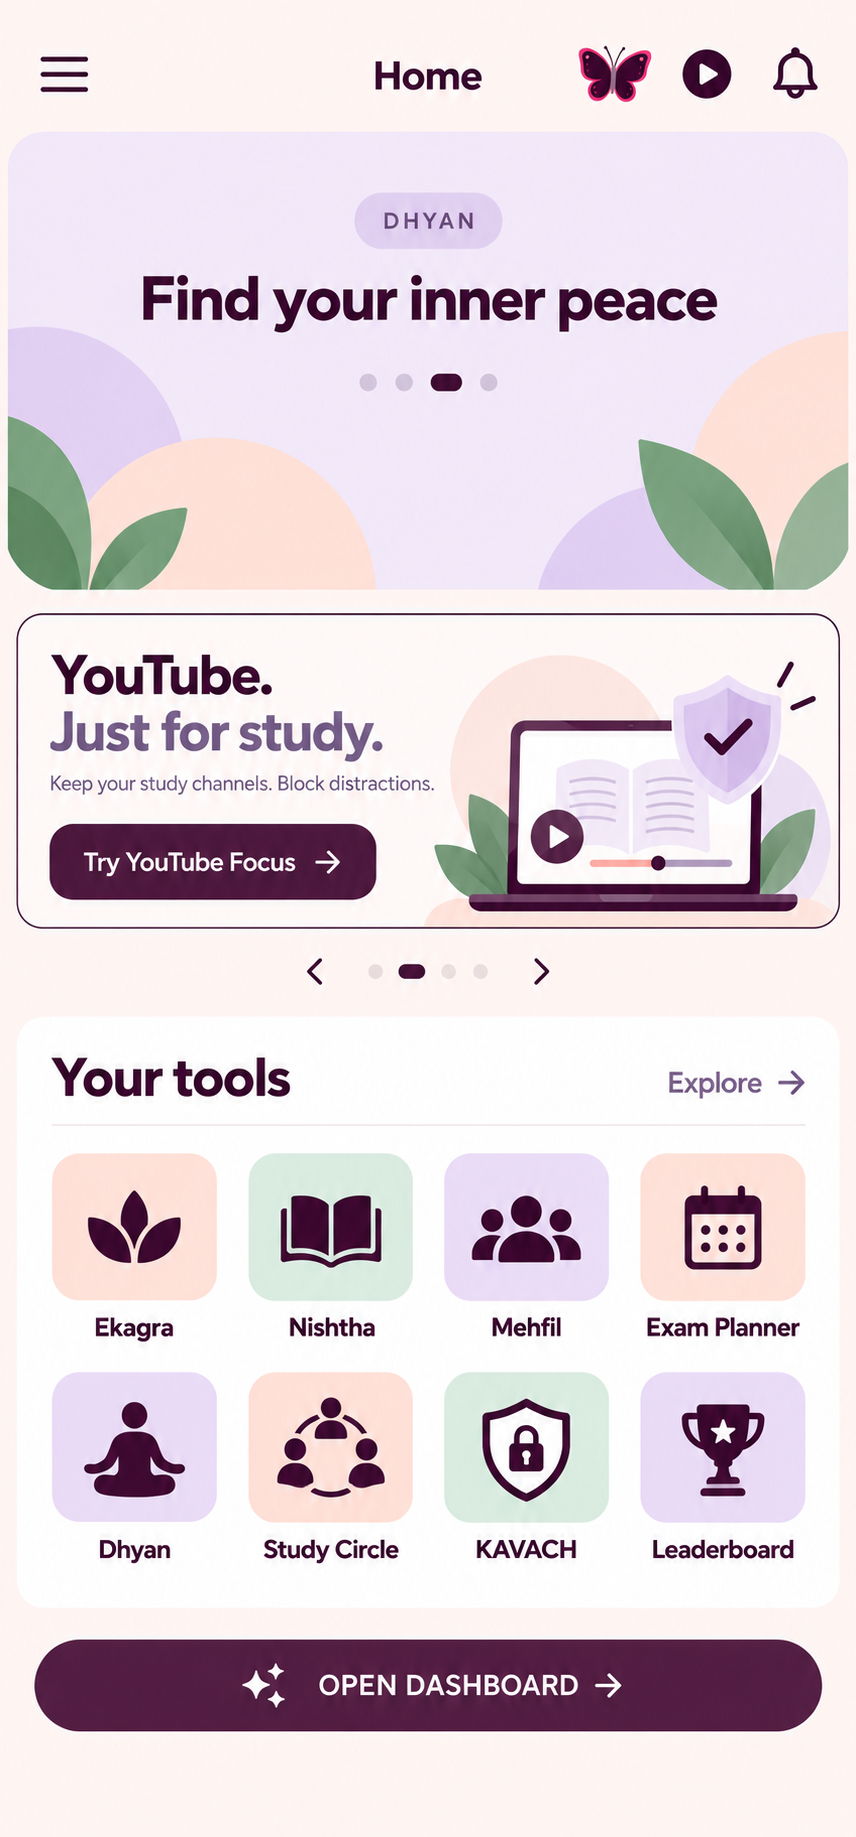 Home
DHYAN
Find your inner peace
YouTube.
Just for study.
Keep your study channels. Block distractions.
Try YouTube Focus →
Your tools
Explore →
Ekagra
Nishtha
Mehfil
Exam Planner
Dhyan
Study Circle
KAVACH
Leaderboard
OPEN DASHBOARD →